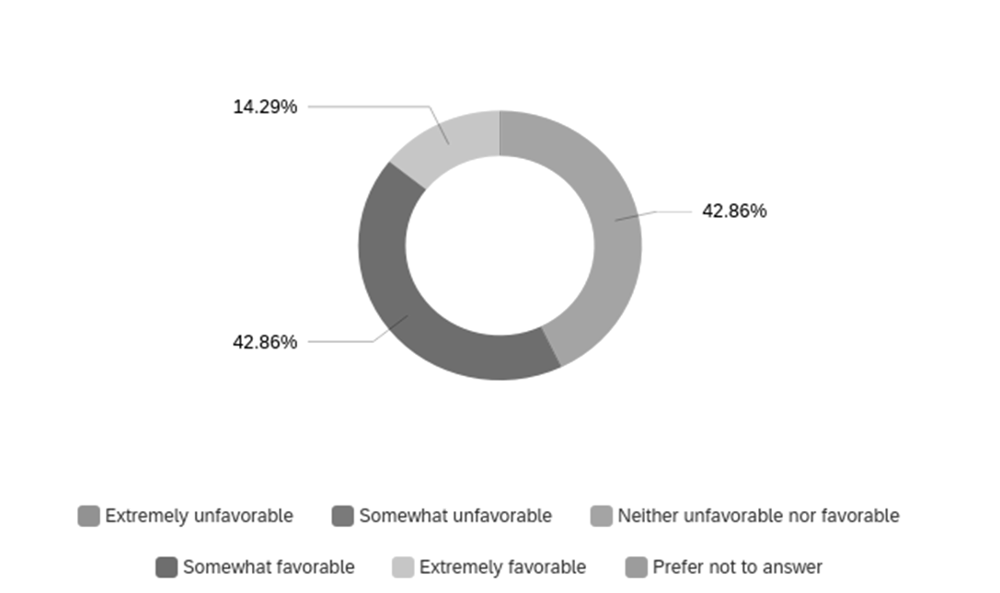 14.29%
42.86%
42.86%
Extremely unfavorable Somewhat unfavorable Neither unfavorable nor favorable
Somewhat favorable Extremely favorable Prefer not to answer